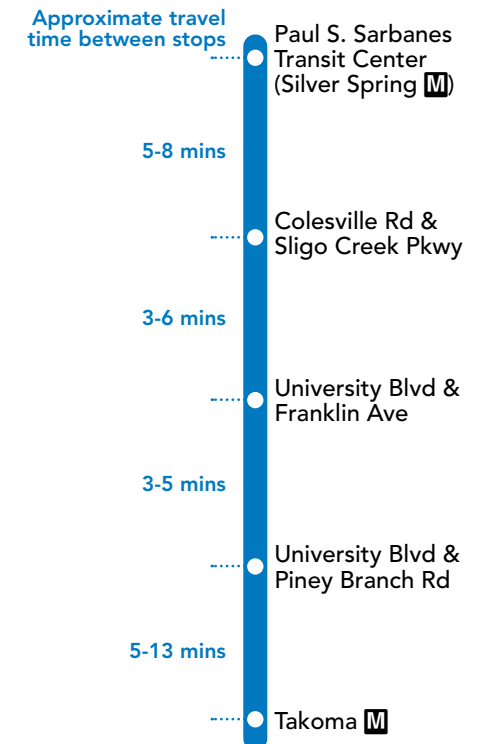 Approximate travel
time between stops
Paul S. Sarbanes
Transit Center
(Silver Spring M)
5-8 mins
Colesville Rd &
Sligo Creek Pkwy
3-6 mins
University Blvd &
Franklin Ave
3-5 mins
University Blvd &
Piney Branch Rd
5-13 mins
Takoma M